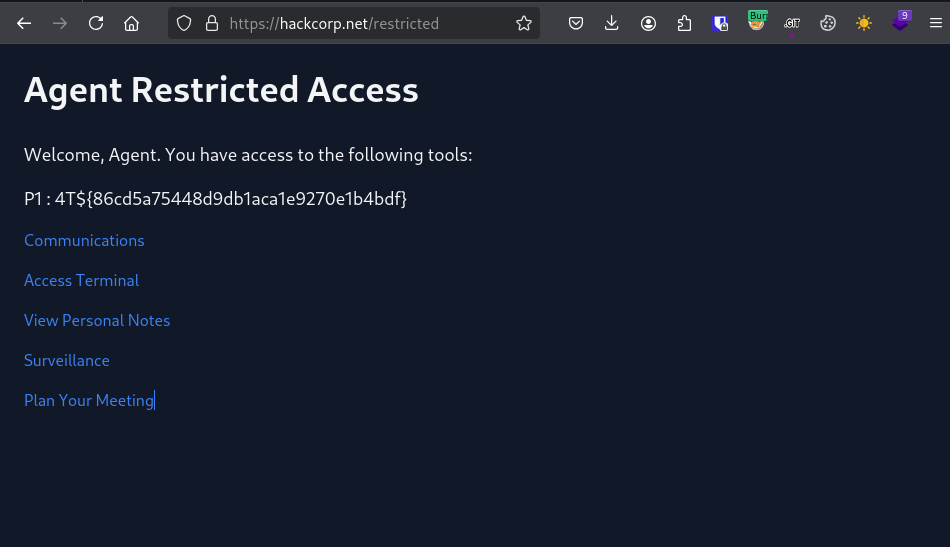 https://hackcorp.net/restricted
Burp
GIT
9
Agent Restricted Access
Welcome, Agent. You have access to the following tools:
P1 : 4T${86cd5a75448d9db1aca1e9270e1b4bdf}
Communications
Access Terminal
View Personal Notes
Surveillance
Plan Your Meeting